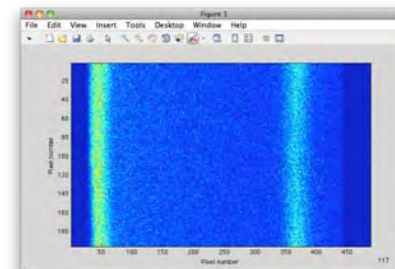 Figure 1
File Edit View Insert Tools Desktop Window Help
20
40
60
80
100
120
140
160
180
Pixel number
50 100 150 200 250 300 350 400 450
Pixel number
117